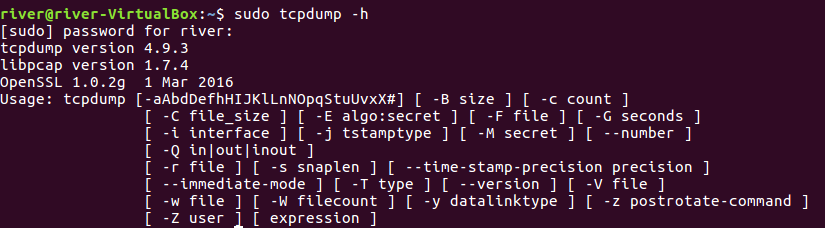 river@river-VirtualBox:~$ sudo tcpdump -h
[sudo] password for river:
tcpdump version 4.9.3
libpcap version 1.7.4
OpenSSL 1.0.2g  1 Mar 2016
Usage: tcpdump [-aAbdDefhHIJKlLnNOpqStuUvxX#] [ -B size ] [ -c count ]
                [ -C file_size ] [ -E algo:secret ] [ -F file ] [ -G seconds ]
                [ -i interface ] [ -j tstamptype ] [ -M secret ] [ --number ]
                [ -Q in|out|inout ]
                [ -r file ] [ -s snaplen ] [ --time-stamp-precision precision ]
                [ --immediate-mode ] [ -T type ] [ --version ] [ -V file ]
                [ -w file ] [ -W filecount ] [ -y datalinktype ] [ -z postrotate-command ]
                [ -Z user ] [ expression ]